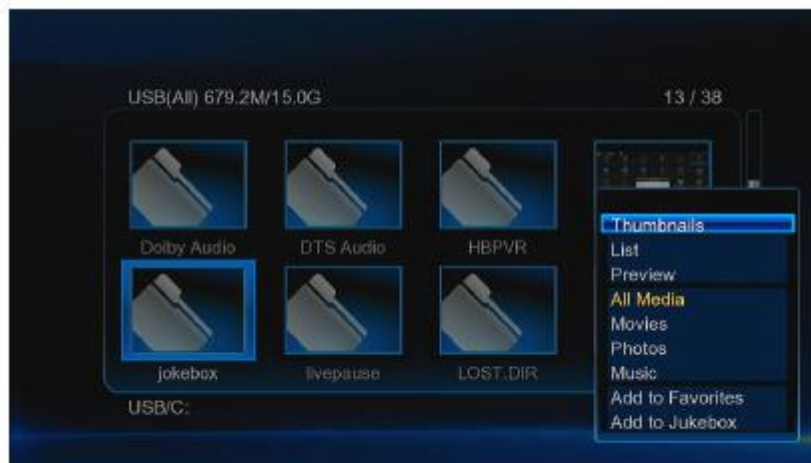 USB(All) 679.2M/15.0G
13 / 38
Dolby Audio
DTS Audio
HBPVR
jokebox
livepause
LOST.DIR
USB/C:
Thumbnails
List
Preview
All Media
Movies
Photos
Music
Add to Favorites
Add to Jukebox